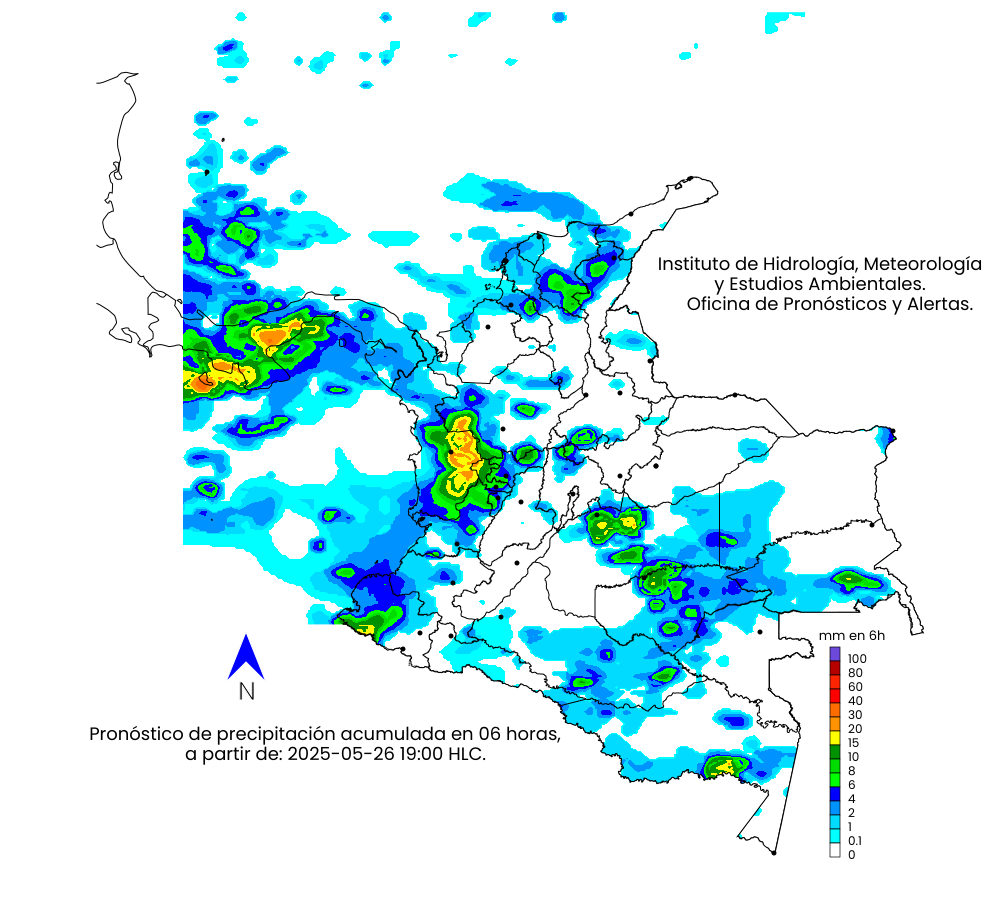 Instituto de Hidrología, Meteorología
y Estudios Ambientales.
Oficina de Pronósticos y Alertas.
mm en 6h
100
80
60
40
30
20
15
10
8
6
4
2
1
0.1
0
N
Pronóstico de precipitación acumulada en 06 horas,
a partir de: 2025-05-26 19:00 HLC.